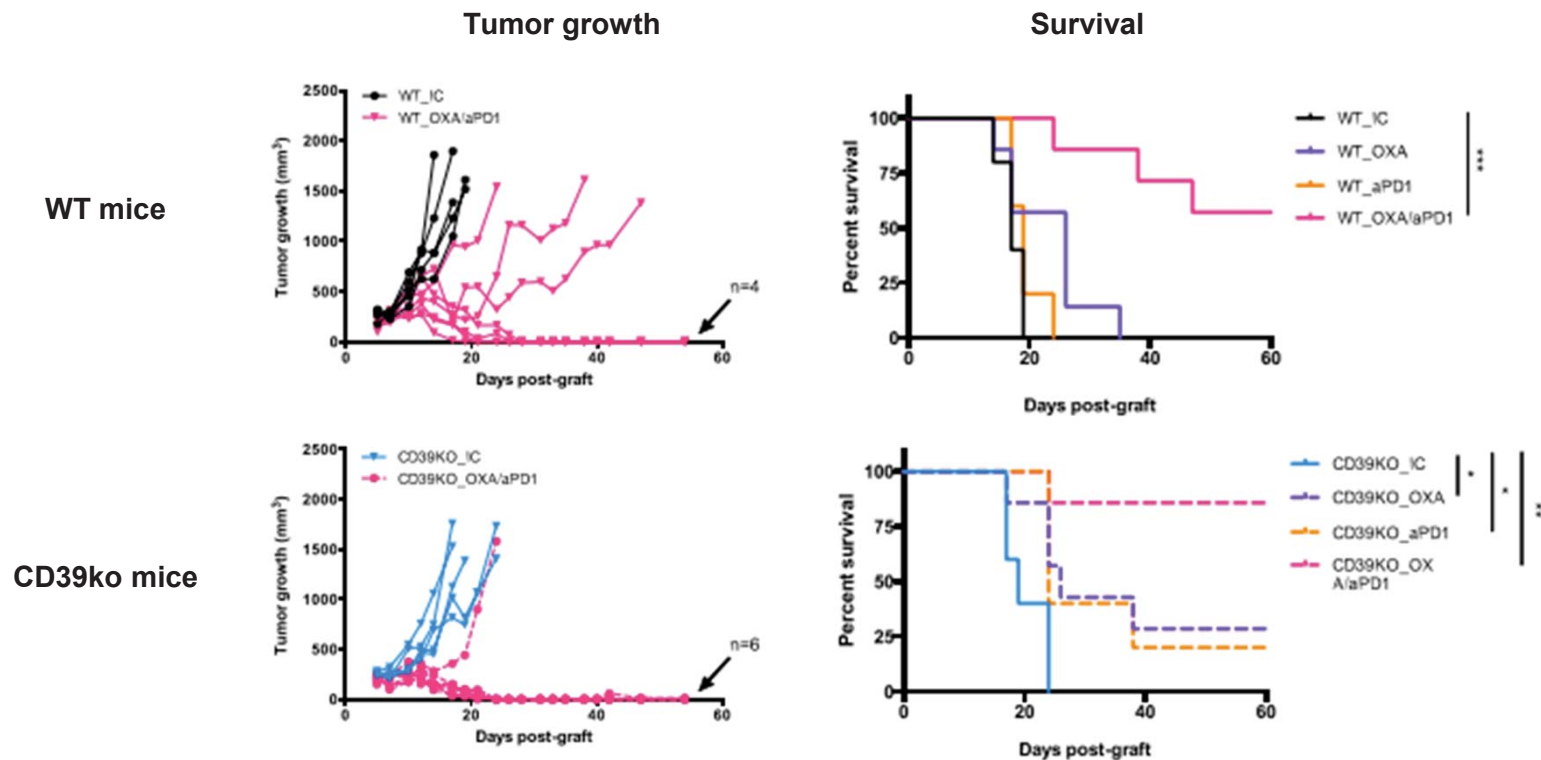 Tumor growth
Survival
WT mice
Tumor growth (mm³)
2500
2000
1500
1000
500
0
WT_IC
WT_OXA/aPD1
n=4
0 20 40 60
Days post-graft
Percent survival
100
75
50
25
0
0 20 40 60
Days post-graft
WT_IC
WT_OXA
WT_aPD1
WT_OXA/aPD1
***
CD39ko mice
Tumor growth (mm³)
2500
2000
1500
1000
500
0
CD39KO_IC
CD39KO_OXA/aPD1
n=6
0 20 40 60
Days post-graft
Percent survival
100
75
50
25
0
0 20 40 60
Days post-graft
CD39KO_IC
CD39KO_OXA
CD39KO_aPD1
CD39KO_OX
A/aPD1
*
*
**